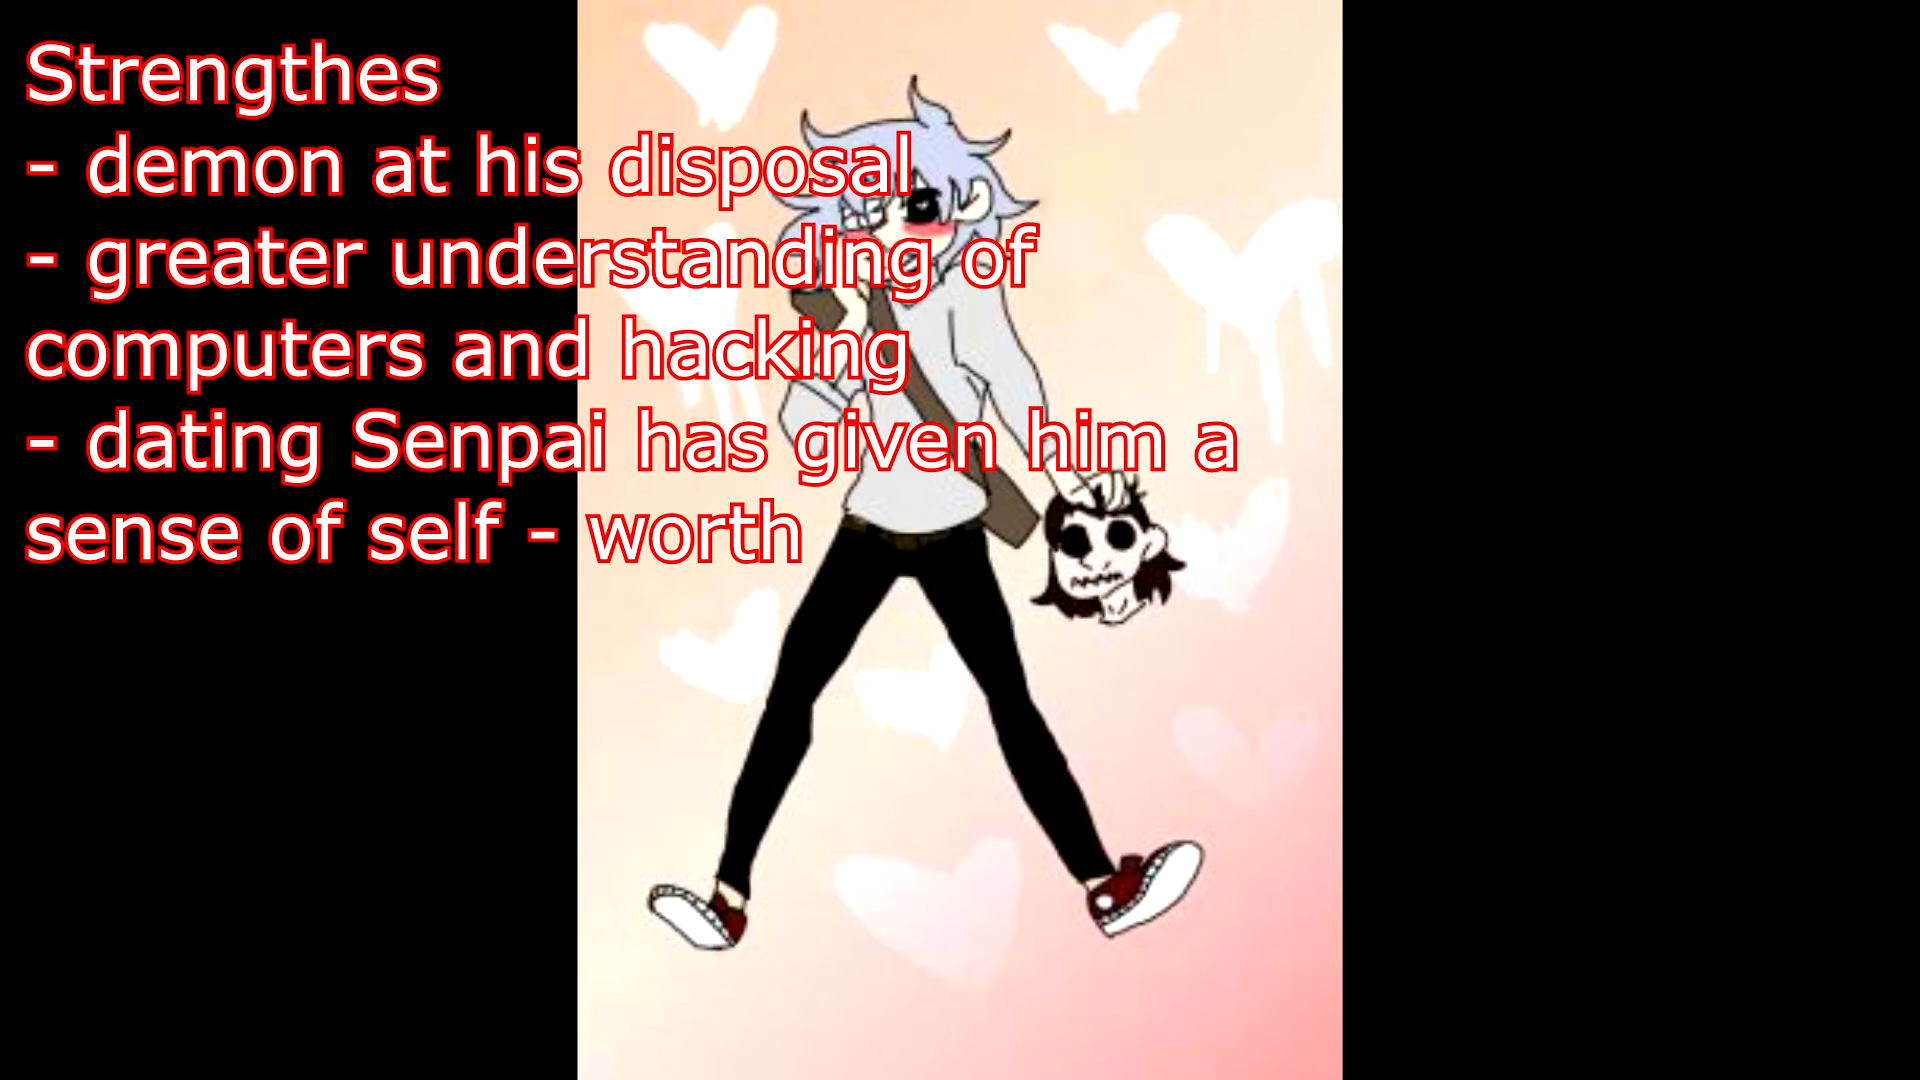 Strengthes
- demon at his disposal
- greater understanding of
computers and hacking
- dating Senpai has given him a
sense of self - worth